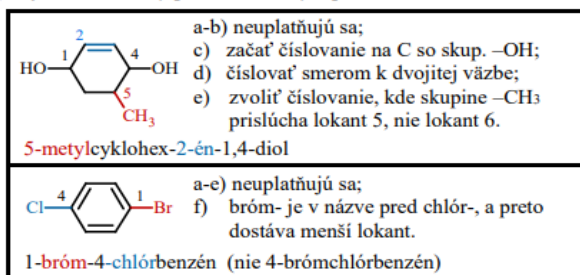 2
1
4
HO
OH
5
CH3
a-b) neuplatňujú sa;
c) začať číslovanie na C so skup. –OH;
d) číslovať smerom k dvojitej väzbe;
e) zvoliť číslovanie, kde skupine –CH3
prislúcha lokant 5, nie lokant 6.
5-metylcyklohex-2-én-1,4-diol
Cl
4
1
Br
a-e) neuplatňujú sa;
f) bróm- je v názve pred chlór-, a preto
dostáva menší lokant.
1-bróm-4-chlórbenzén (nie 4-brómchlórbenzén)